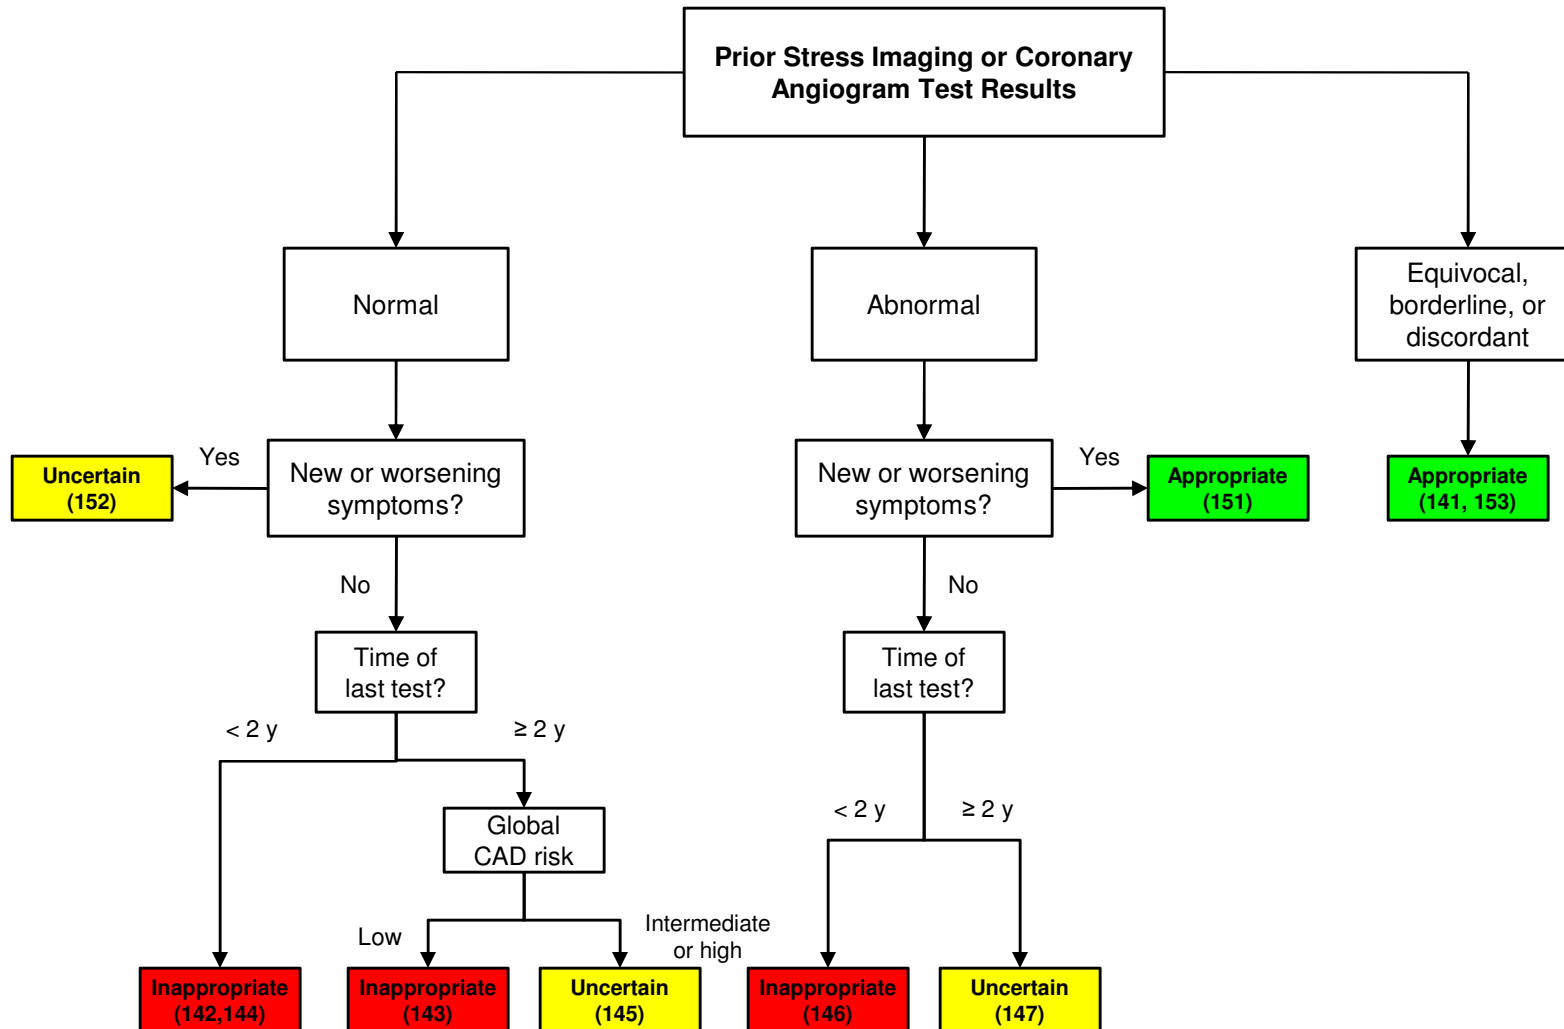 Prior Stress Imaging or Coronary
Angiogram Test Results
Normal
Abnormal
Equivocal,
borderline, or
discordant
Uncertain
(152)
Yes
New or worsening
symptoms?
New or worsening
symptoms?
Yes
Appropriate
(151)
Appropriate
(141, 153)
No
No
Time of
last test?
Time of
last test?
< 2 y
≥ 2 y
Global
CAD risk
< 2 y
≥ 2 y
Low
Intermediate
or high
Inappropriate
(142,144)
Inappropriate
(143)
Uncertain
(145)
Inappropriate
(146)
Uncertain
(147)